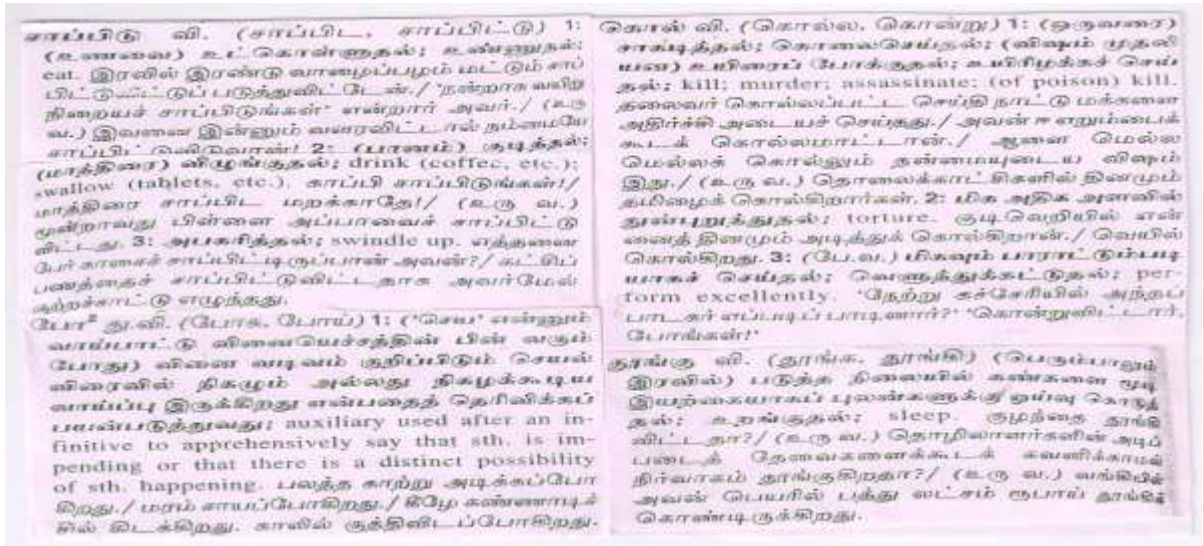 சாப்பிடு வி. (சாப்பிட, சாப்பிட்டு) 1:
(உணவை) உட்கொள்ளுதல்; உண்ணுதல்;
eat. இரவில் இரண்டு வாழைப்பழம் மட்டும் சாப்
பிட்டுவிட்டுப் படுத்துவிட்டேன்./ 'நன்றாக வயிறு
நிறையச் சாப்பிடுங்கள்' என்றார் அவர்./ (உரு
வ.) இவனை இன்னும் வளரவிட்டால் நம்மையே
சாப்பிட்டுவிடுவான்! 2: (பானம்) குடித்தல்;
(மாத்திரை) விழுங்குதல்; drink (coffee, etc.);
swallow (tablets, etc.). காப்பி சாப்பிடுங்கள்!/
மாத்திரை சாப்பிட மறக்காதே!/ (உரு வ.)
மூன்றாவது பிள்ளை அப்பாவைச் சாப்பிட்டு
விட்டது. 3: அபகரித்தல்; swindle up. எத்தனை
பேர் காசைச் சாப்பிட்டிருப்பான் அவன்?/ கட்சிப்
பணத்தைச் சாப்பிட்டுவிட்டதாக அவர்மேல்
குற்றச்சாட்டு எழுந்தது.
போ² து.வி. (போக, போய்) 1: ('செய' என்னும்
வாய்பாட்டு வினையெச்சத்தின் பின் வரும்
போது) வினை வடிவம் குறிப்பிடும் செயல்
விரைவில் நிகழும் அல்லது நிகழக்கூடிய
வாய்ப்பு இருக்கிறது என்பதைத் தெரிவிக்கப்
பயன்படுத்துவது; auxiliary used after an in-
finitive to apprehensively say that sth. is im-
pending or that there is a distinct possibility
of sth. happening. பலத்த காற்று அடிக்கப்போ
கிறது./ மரம் சாயப்போகிறது./ கீழே கண்ணாடிச்
சில் கிடக்கிறது. காலில் குத்திவிடப்போகிறது.
கொல் வி. (கொல்ல, கொன்று) 1: (ஒருவரை)
சாகடித்தல்; கொலைசெய்தல்; (விஷம் முதலி
யன) உயிரைப் போக்குதல்; உயிரிழக்கச் செய்
தல்; kill; murder; assassinate; (of poison) kill.
தலைவர் கொல்லப்பட்ட செய்தி நாட்டு மக்களை
அதிர்ச்சி அடையச் செய்தது./ அவன் ஈ எறும்பைக்
கூடக் கொல்லமாட்டான்./ ஆளை மெல்ல
மெல்லக் கொல்லும் தன்மையுடைய விஷம்
இது./ (உரு வ.) தொலைக்காட்சிகளில் தினமும்
தமிழைக் கொல்கிறார்கள். 2: மிக அதிக அளவில்
துன்புறுத்துதல்; torture. குடிவெறியில் என்
னைத் தினமும் அடித்துக் கொல்கிறான்./ வெயில்
கொல்கிறது. 3: (பே.வ.) மிகவும் பாராட்டும்படி
யாகச் செய்தல்; வெளுத்துக்கட்டுதல்; per-
form excellently. 'நேற்று கச்சேரியில் அந்தப்
பாடகர் எப்படிப் பாடினார்?' 'கொன்றுவிட்டார்,
போங்கள்!'
தூங்கு வி. (தூங்க, தூங்கி) (பெரும்பாலும்
இரவில்) படுத்த நிலையில் கண்களை மூடி
இயற்கையாகப் புலன்களுக்கு ஓய்வு கொடுத்
தல்; உறங்குதல்; sleep. குழந்தை தூங்கி
விட்டதா?/ (உரு வ.) தொழிலாளர்களின் அடிப்
படைத் தேவைகளைக்கூடக் கவனிக்காமல்
நிர்வாகம் தூங்குகிறதா?/ (உரு வ.) வங்கியில்
அவன் பெயரில் பத்து லட்சம் ரூபாய் தூங்கிக்
கொண்டிருக்கிறது.